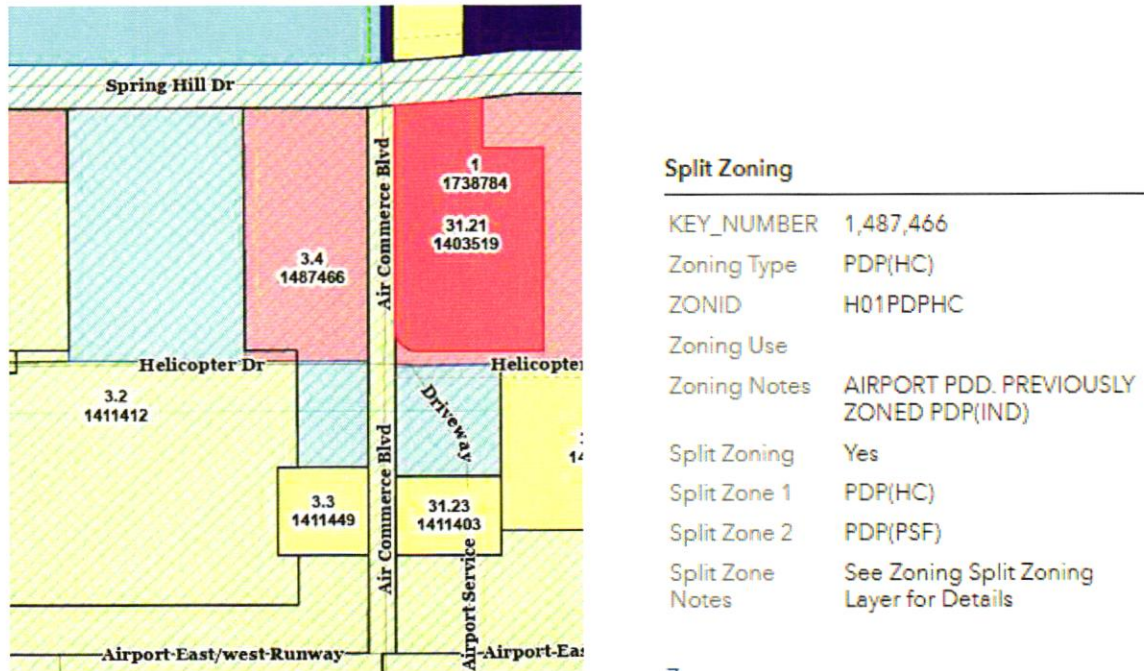 Spring Hill Dr
Air Commerce Blvd
1
1738784
31.21
1403519
3.4
1487466
Helicopter Dr
Helicopter
3.2
1411412
Driveway
14
3.3
1411449
31.23
1411403
Air Commerce Blvd
Airport Service
Airport East/west Runway
Airport Eas
Split Zoning
KEY_NUMBER 1,487,466
Zoning Type PDP(HC)
ZONID H01PDPHC
Zoning Use
Zoning Notes AIRPORT PDD. PREVIOUSLY
ZONED PDP(IND)
Split Zoning Yes
Split Zone 1 PDP(HC)
Split Zone 2 PDP(PSF)
Split Zone See Zoning Split Zoning
Notes Layer for Details